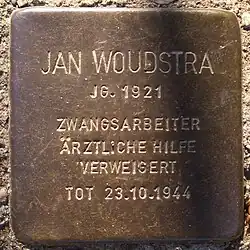 JAN WOUDSTRA
JG. 1921
ZWANGSARBEITER
ÄRZTLICHE HILFE
VERWEIGERT
TOT 23.10.1944